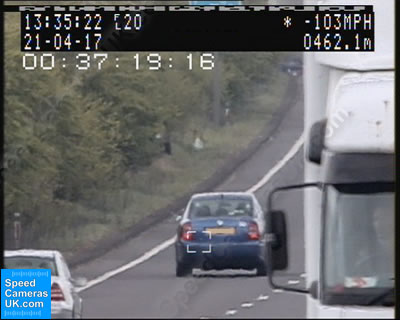 13:35:22 ⁅20 * -103MPH
21-04-17 0462.1m
00:37:19:16
Speed
Cameras
UK.com